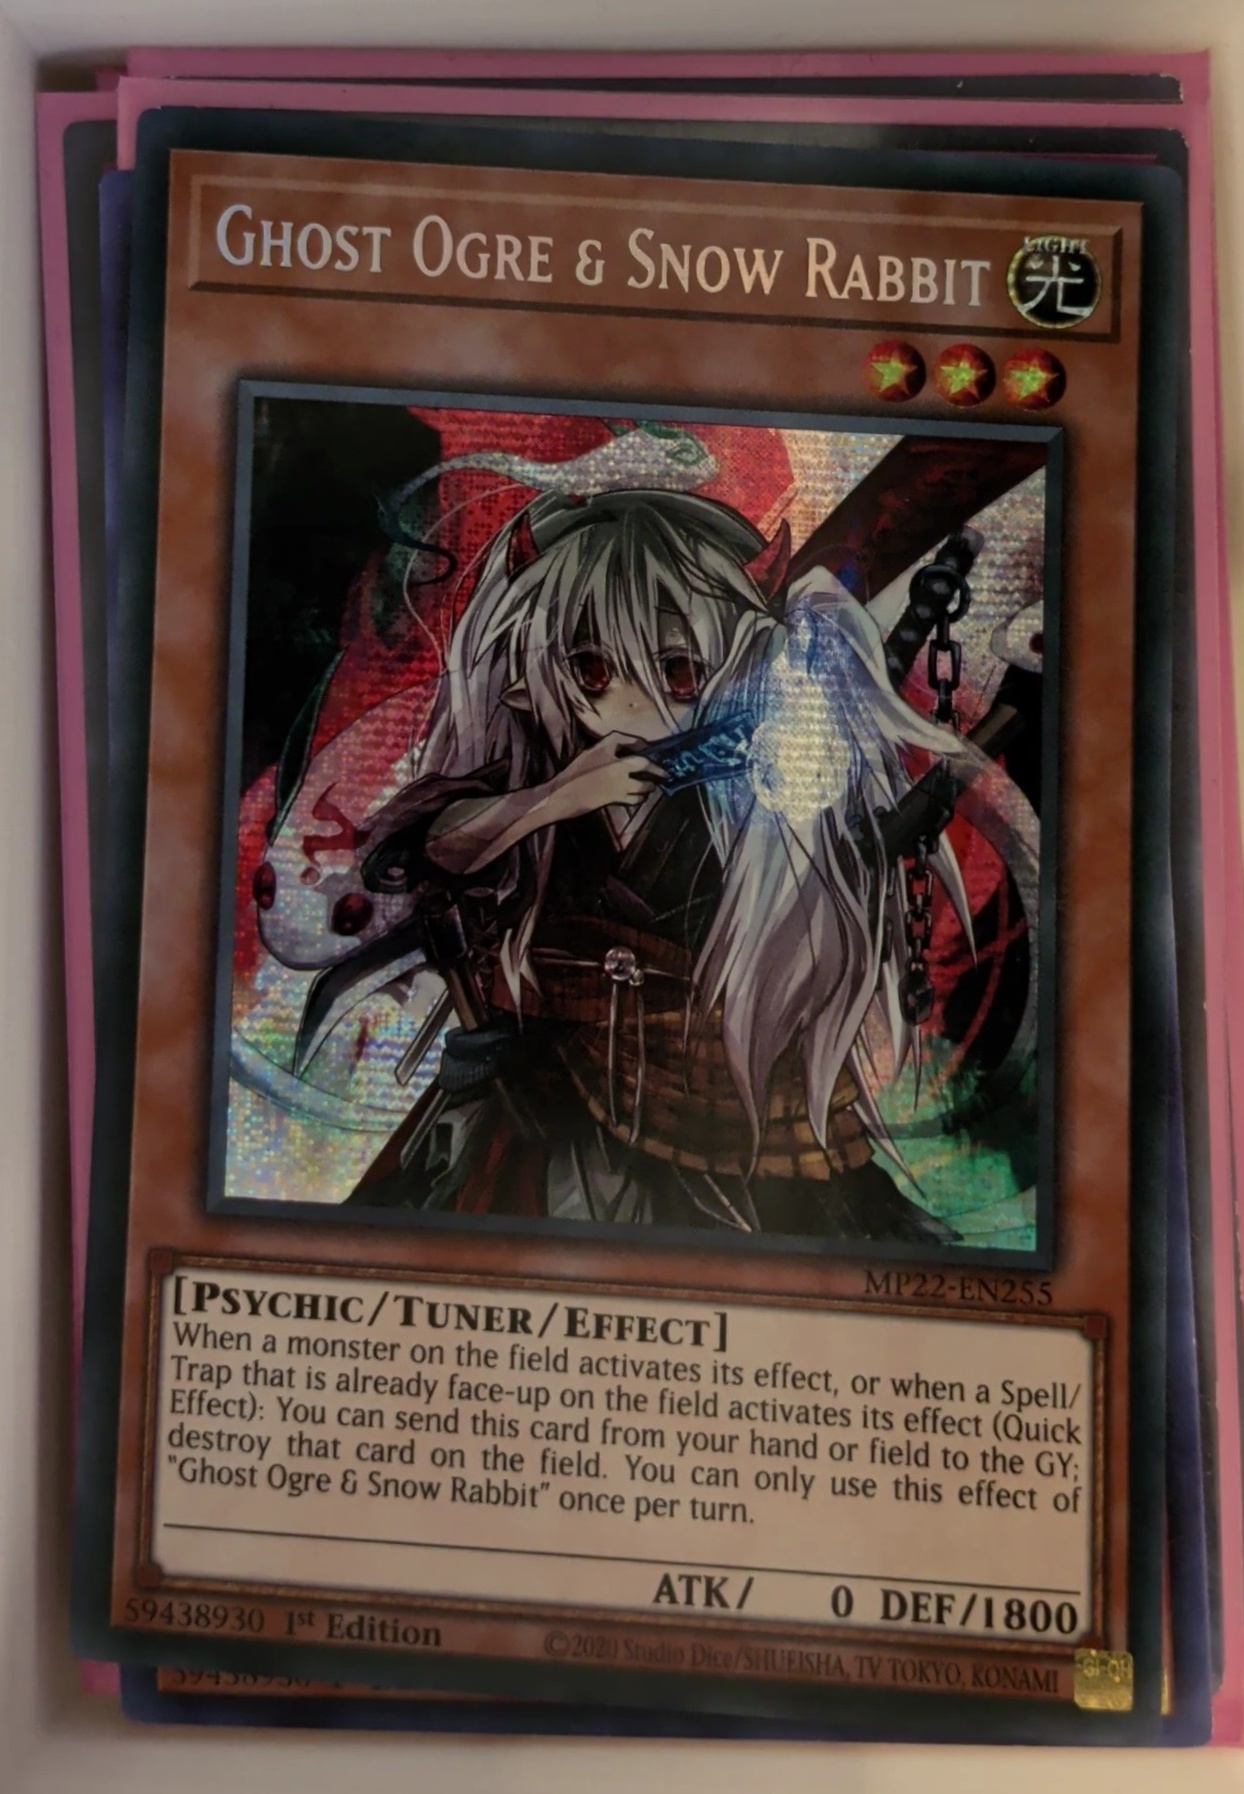 GHOST OGRE & SNOW RABBIT
LIGHT
光
MP22-EN255
[PSYCHIC/TUNER/EFFECT]
When a monster on the field activates its effect, or when a Spell/
Trap that is already face-up on the field activates its effect (Quick
Effect): You can send this card from your hand or field to the GY;
destroy that card on the field. You can only use this effect of
"Ghost Ogre & Snow Rabbit" once per turn.
ATK/ 0 DEF/1800
59438930 1st Edition
©2020 Studio Dice/SHUEISHA, TV TOKYO, KONAMI
59438930